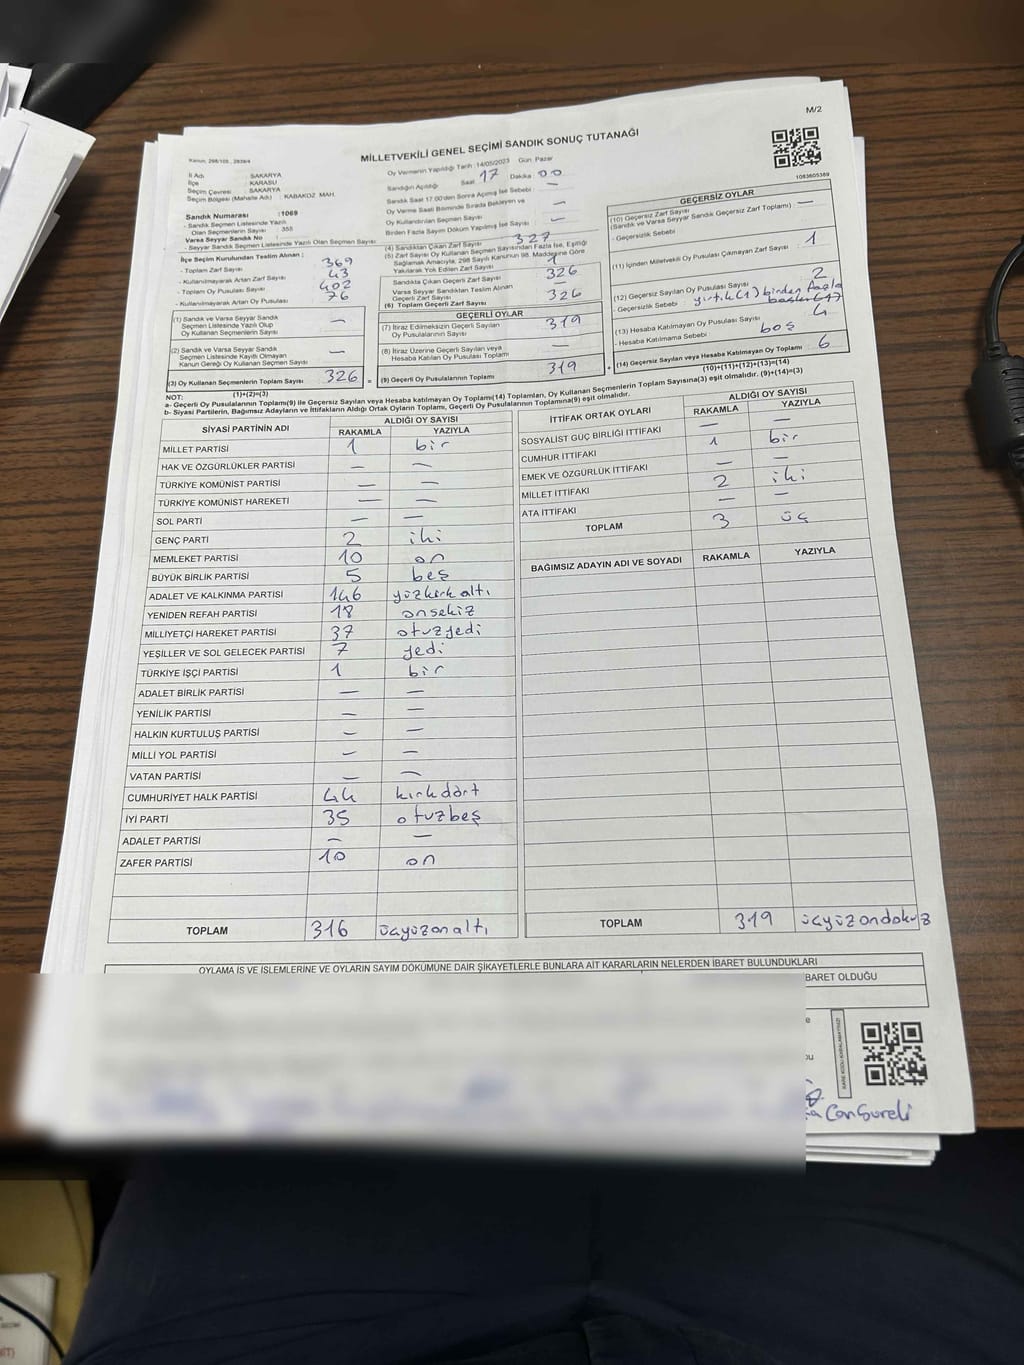 M/2
MİLLETVEKİLİ GENEL SEÇİMİ SANDIK SONUÇ TUTANAĞI
Kanun, 298/105, 2839/4
1083605389
İl Adı : SAKARYA
İlçe : KARASU
Seçim Çevresi : SAKARYA
Seçim Bölgesi (Mahalle Adı) : KABAKOZ MAH.
Sandık Numarası :1069
- Sandık Seçmen Listesinde Yazılı
Olan Seçmenlerin Sayısı : 355
Varsa Seyyar Sandık No :
- Seyyar Sandık Seçmen Listesinde Yazılı Olan Seçmen Sayısı:
İlçe Seçim Kurulundan Teslim Alınan :
- Toplam Zarf Sayısı : 369
- Kullanılmayarak Artan Zarf Sayısı : 43
- Toplam Oy Pusulası Sayısı : 402
- Kullanılmayarak Artan Oy Pusulası : 76
(1) Sandık ve Varsa Seyyar Sandık
Seçmen Listesinde Yazılı Olup
Oy Kullanan Seçmenlerin Sayısı —
(2) Sandık ve Varsa Seyyar Sandık
Seçmen Listesinde Kayıtlı Olmayan
Kanun Gereği Oy Kullanan Seçmen Sayısı —
(3) Oy Kullanan Seçmenlerin Toplam Sayısı 326 =
(1)+(2)=(3)
Oy Vermenin Yapıldığı Tarih : 14/05/2023 Gün Pazar
Sandığın Açıldığı Saat 17 Dakika 00
Sandık Saat 17:00'den Sonra Açılmış İse Sebebi : —
Oy Verme Saati Bitiminde Sırada Bekleyen ve
Oy Kullandırılan Seçmen Sayısı —
Birden Fazla Sayım Döküm Yapılmış İse Sayısı : —
(4) Sandıktan Çıkan Zarf Sayısı 327
(5) Zarf Sayısı Oy Kullanan Seçmen Sayısından Fazla İse, Eşitliği
Sağlamak Amacıyla, 298 Sayılı Kanunun 98. Maddesine Göre
Yakılarak Yok Edilen Zarf Sayısı 1
Sandıkta Çıkan Geçerli Zarf Sayısı 326
Varsa Seyyar Sandıktan Teslim Alınan
Geçerli Zarf Sayısı —
(6) Toplam Geçerli Zarf Sayısı 326
GEÇERLİ OYLAR
(7) İtiraz Edilmeksizin Geçerli Sayılan
Oy Pusulalarının Sayısı 319
(8) İtiraz Üzerine Geçerli Sayılan veya
Hesaba Katılan Oy Pusulası Toplamı —
(9) Geçerli Oy Pusulalarının Toplamı 319 +
GEÇERSİZ OYLAR
(10) Geçersiz Zarf Sayısı
(Sandık ve Varsa Seyyar Sandık Geçersiz Zarf Toplamı) : —
- Geçersizlik Sebebi
(11) İçinden Milletvekili Oy Pusulası Çıkmayan Zarf Sayısı 1
(12) Geçersiz Sayılan Oy Pusulası Sayısı 2
- Geçersizlik Sebebi yırtık(1) birden fazla
(13) Hesaba Katılmayan Oy Pusulası Sayısı 4
- Hesaba Katılmama Sebebi boş
(14) Geçersiz Sayılan veya Hesaba Katılmayan Oy Toplamı 6
(10)+(11)+(12)+(13)=(14)
NOT:
a- Geçerli Oy Pusulalarının Toplamı(9) ile Geçersiz Sayılan veya Hesaba katılmayan Oy Toplamı(14) Toplamları, Oy Kullanan Seçmenlerin Toplam Sayısına(3) eşit olmalıdır. (9)+(14)=(3)
b- Siyasi Partilerin, Bağımsız Adayların ve İttifakların Aldığı Ortak Oyların Toplamı, Geçerli Oy Pusulalarının Toplamına(9) eşit olmalıdır.
SİYASİ PARTİNİN ADI ALDIĞI OY SAYISI
RAKAMLA YAZIYLA
MİLLET PARTİSİ 1 bir
HAK VE ÖZGÜRLÜKLER PARTİSİ — —
TÜRKİYE KOMÜNİST PARTİSİ — —
TÜRKİYE KOMÜNİST HAREKETİ — —
SOL PARTİ — —
GENÇ PARTİ 2 iki
MEMLEKET PARTİSİ 10 on
BÜYÜK BİRLİK PARTİSİ 5 beş
ADALET VE KALKINMA PARTİSİ 146 yüzkırk altı
YENİDEN REFAH PARTİSİ 18 onsekiz
MİLLİYETÇİ HAREKET PARTİSİ 37 otuzyedi
YEŞİLLER VE SOL GELECEK PARTİSİ 7 yedi
TÜRKİYE İŞÇİ PARTİSİ 1 bir
ADALET BİRLİK PARTİSİ — —
YENİLİK PARTİSİ — —
HALKIN KURTULUŞ PARTİSİ — —
MİLLİ YOL PARTİSİ — —
VATAN PARTİSİ — —
CUMHURİYET HALK PARTİSİ 44 kırkdört
İYİ PARTİ 35 otuzbeş
ADALET PARTİSİ — —
ZAFER PARTİSİ 10 on
TOPLAM 316 üçyüzonaltı
İTTİFAK ORTAK OYLARI ALDIĞI OY SAYISI
RAKAMLA YAZIYLA
SOSYALİST GÜÇ BİRLİĞİ İTTİFAKI — —
CUMHUR İTTİFAKI 1 bir
EMEK VE ÖZGÜRLÜK İTTİFAKI — —
MİLLET İTTİFAKI 2 iki
ATA İTTİFAKI — —
TOPLAM 3 üç
BAĞIMSIZ ADAYIN ADI VE SOYADI RAKAMLA YAZIYLA
TOPLAM 319 üçyüzondokuz
OYLAMA İŞ VE İŞLEMLERİNE VE OYLARIN SAYIM DÖKÜMÜNE DAİR ŞİKAYETLERLE BUNLARA AİT KARARLARIN NELERDEN İBARET BULUNDUKLARI
BARET OLDUĞU
Can Sureli